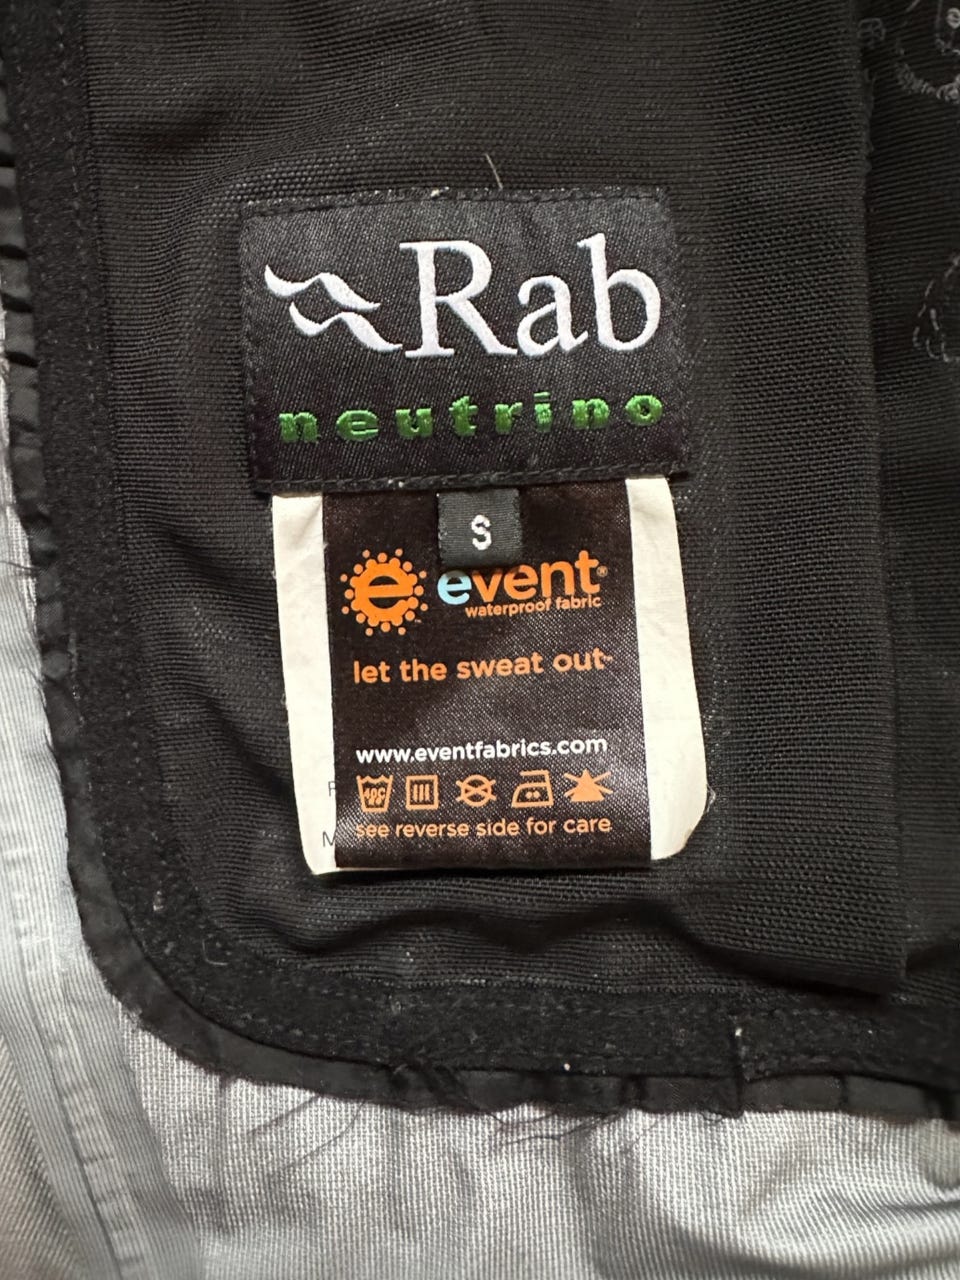 Rab
neutrino
S
e event®
waterproof fabric
let the sweat out
www.eventfabrics.com
see reverse side for care